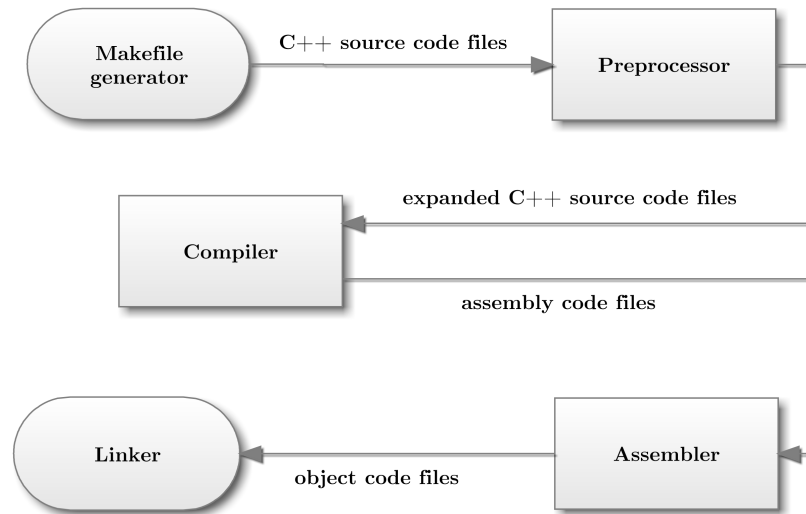 Makefile
generator
C++ source code files
Preprocessor
expanded C++ source code files
Compiler
assembly code files
Linker
object code files
Assembler